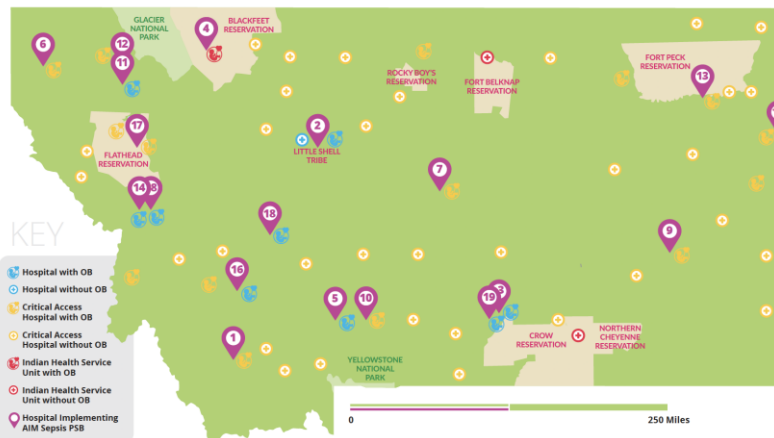 GLACIER
NATIONAL
PARK
BLACKFEET
RESERVATION
4
6
12
11
ROCKY BOY'S
RESERVATION
FORT BELKNAP
RESERVATION
FORT PECK
RESERVATION
13
17
FLATHEAD
RESERVATION
2
LITTLE SHELL
TRIBE
7
14
8
18
9
16
5
10
19
3
1
CROW
RESERVATION
NORTHERN
CHEYENNE
RESERVATION
YELLOWSTONE
NATIONAL
PARK
KEY
Hospital with OB
Hospital without OB
Critical Access
Hospital with OB
Critical Access
Hospital without OB
Indian Health Service
Unit with OB
Indian Health Service
Unit without OB
Hospital Implementing
AIM Sepsis PSB
0
250 Miles